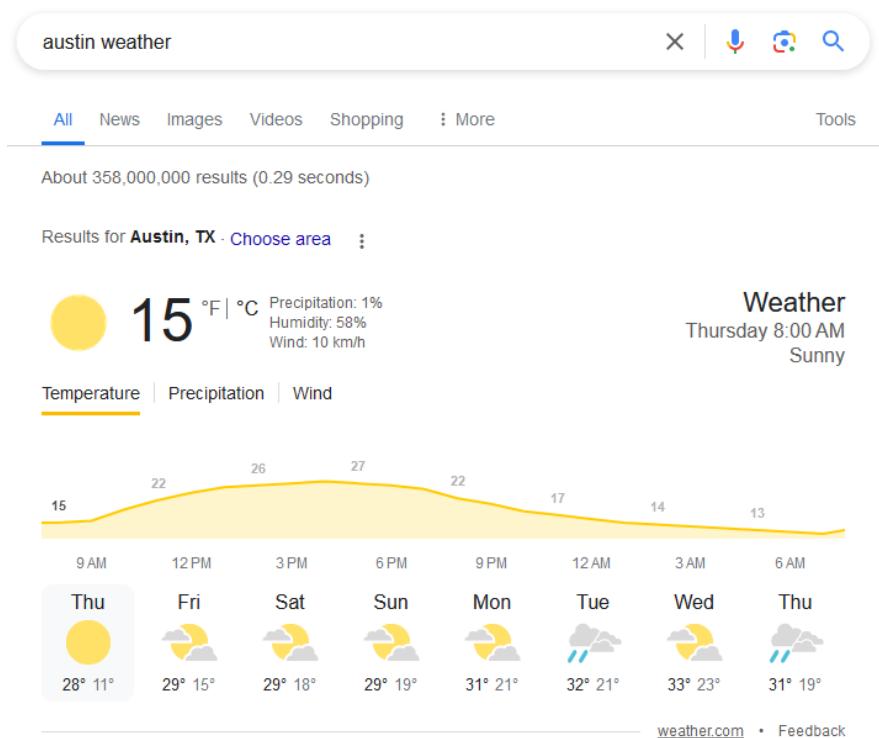 austin weather
All News Images Videos Shopping More Tools
About 358,000,000 results (0.29 seconds)
Results for Austin, TX · Choose area
15 °F | °C
Precipitation: 1%
Humidity: 58%
Wind: 10 km/h
Weather
Thursday 8:00 AM
Sunny
Temperature Precipitation Wind
15 22 26 27 22 17 14 13
9 AM 12 PM 3 PM 6 PM 9 PM 12 AM 3 AM 6 AM
Thu Fri Sat Sun Mon Tue Wed Thu
28° 11° 29° 15° 29° 18° 29° 19° 31° 21° 32° 21° 33° 23° 31° 19°
weather.com • Feedback